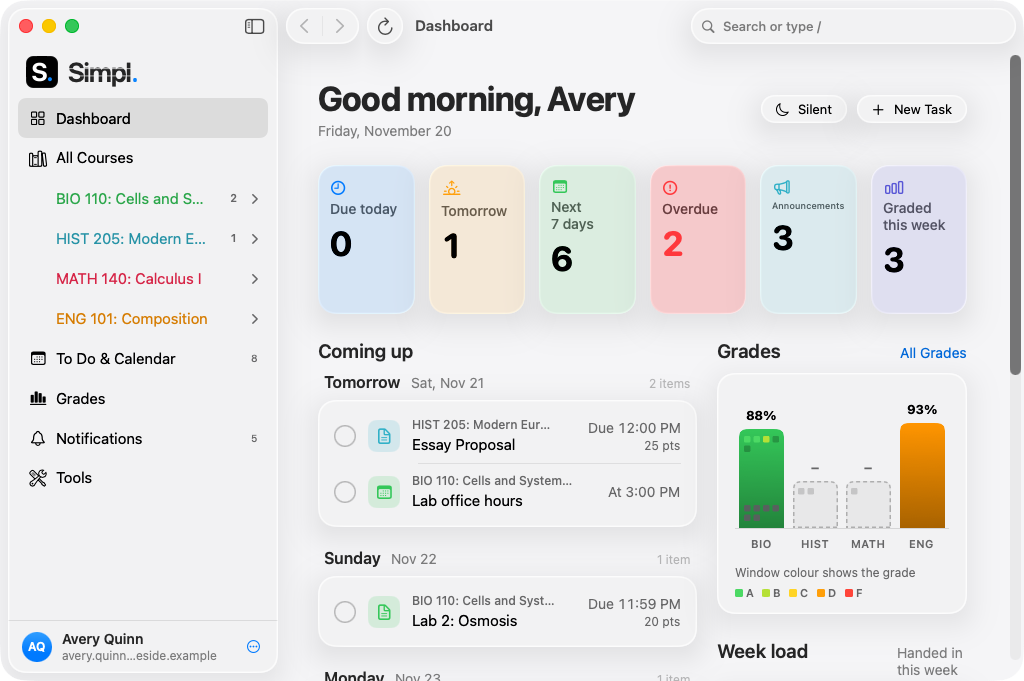 Dashboard
Search or type /
S.
Simpl.
Dashboard
All Courses
BIO 110: Cells and S... 2
HIST 205: Modern E... 1
MATH 140: Calculus I
ENG 101: Composition
To Do & Calendar 8
Grades
Notifications 5
Tools
AQ
Avery Quinn
avery.quinn...eside.example
Good morning, Avery
Friday, November 20
Silent
New Task
Due today
0
Tomorrow
1
Next
7 days
6
Overdue
2
Announcements
3
Graded
this week
3
Coming up
Tomorrow Sat, Nov 21 2 items
HIST 205: Modern Eur... Due 12:00 PM
Essay Proposal 25 pts
BIO 110: Cells and System...
Lab office hours At 3:00 PM
Sunday Nov 22 1 item
BIO 110: Cells and Syst... Due 11:59 PM
Lab 2: Osmosis 20 pts
Monday Nov 23 1 item
Grades All Grades
88% – – 93%
BIO HIST MATH ENG
Window colour shows the grade
A B C D F
Week load Handed in
this week